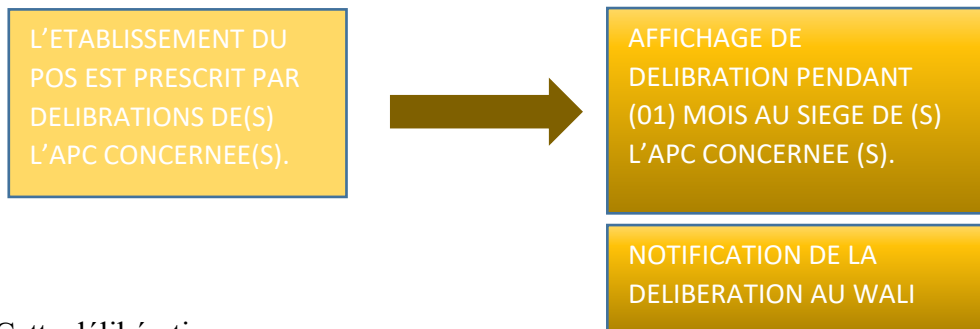 L’ETABLISSEMENT DU
POS EST PRESCRIT PAR
DELIBRATIONS DE(S)
L’APC CONCERNEE(S).
AFFICHAGE DE
DELIBRATION PENDANT
(01) MOIS AU SIEGE DE (S)
L’APC CONCERNEE (S).
NOTIFICATION DE LA
DELIBERATION AU WALI